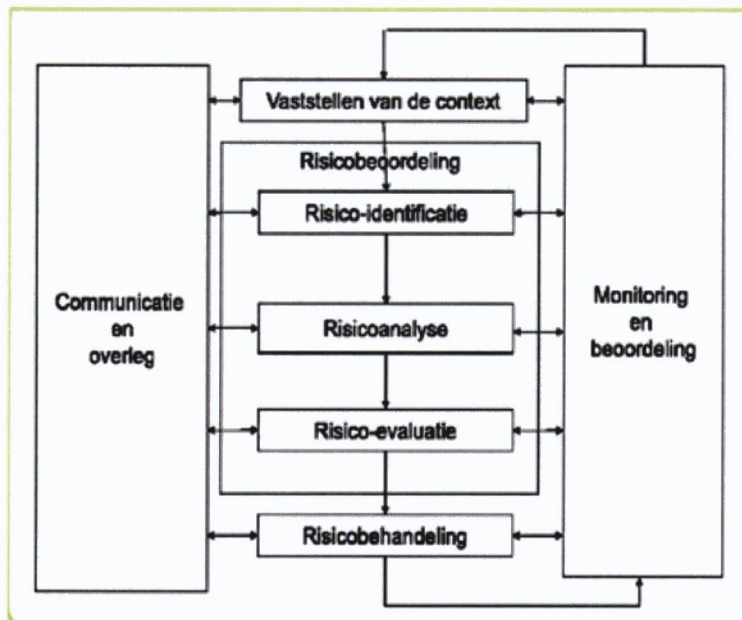 Vaststellen van de context
Risicobeoordeling
Risico-identificatie
Communicatie
en
overleg
Risicoanalyse
Monitoring
en
beoordeling
Risico-evaluatie
Risicobehandeling